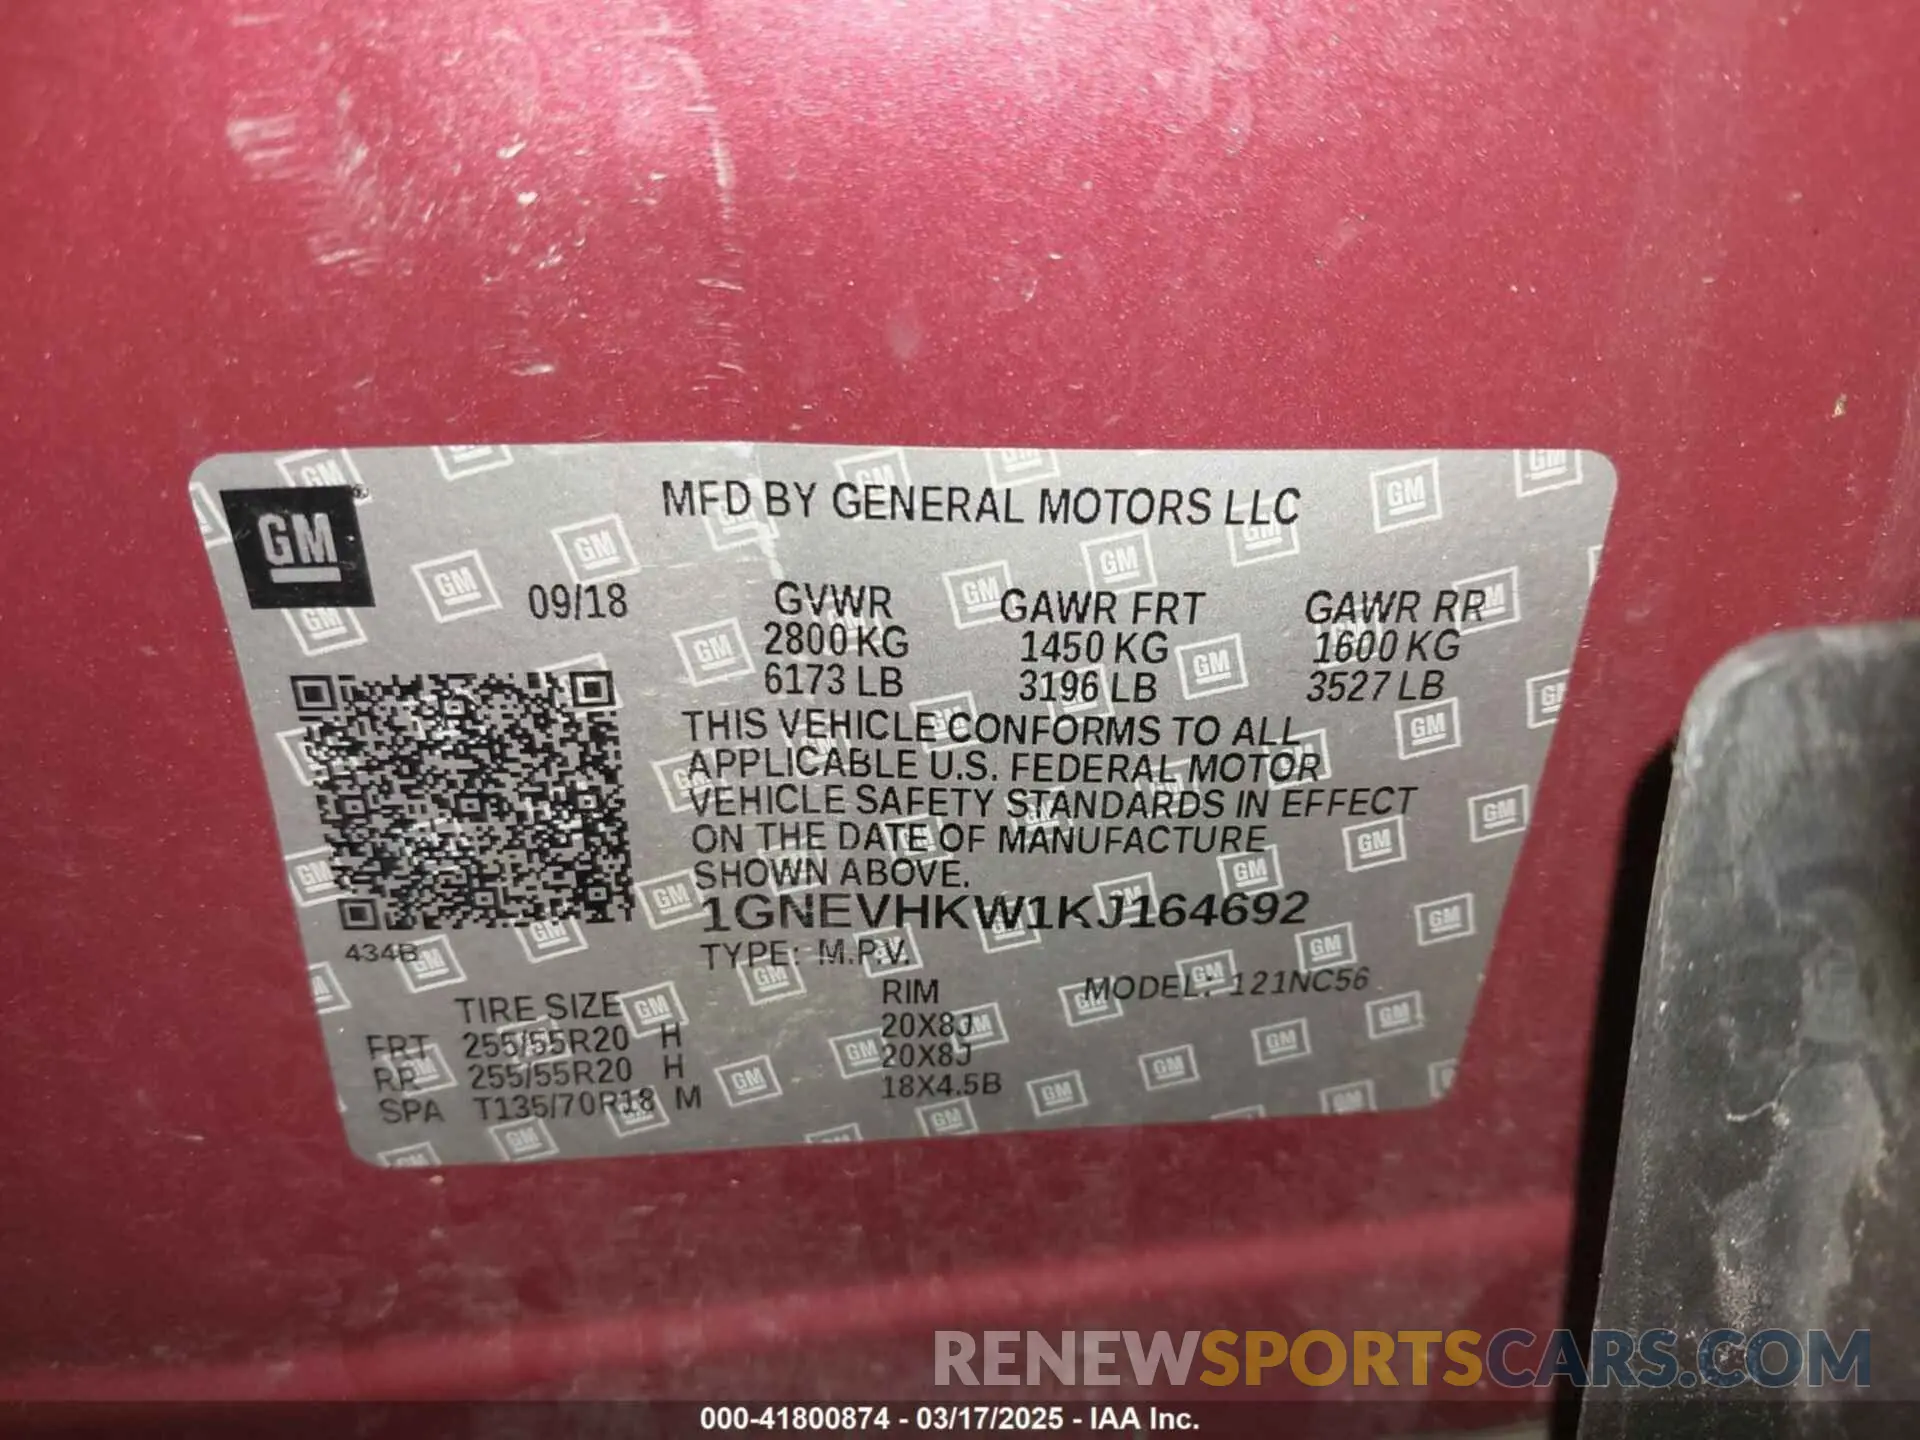 GM
MFD BY GENERAL MOTORS LLC
09/18
GVWR GAWR FRT GAWR RR
2800 KG 1450 KG 1600 KG
6173 LB 3196 LB 3527 LB
THIS VEHICLE CONFORMS TO ALL
APPLICABLE U.S. FEDERAL MOTOR
VEHICLE SAFETY STANDARDS IN EFFECT
ON THE DATE OF MANUFACTURE
SHOWN ABOVE.
1GNEVHKW1KJ164692
434B TYPE: M.P.V.
MODEL: 121NC56
TIRE SIZE RIM
FRT 255/55R20 H 20X8J
RR 255/55R20 H 20X8J
SPA T135/70R18 M 18X4.5B
RENEWSPORTSCARS.COM
000-41800874 - 03/17/2025 - IAA Inc.